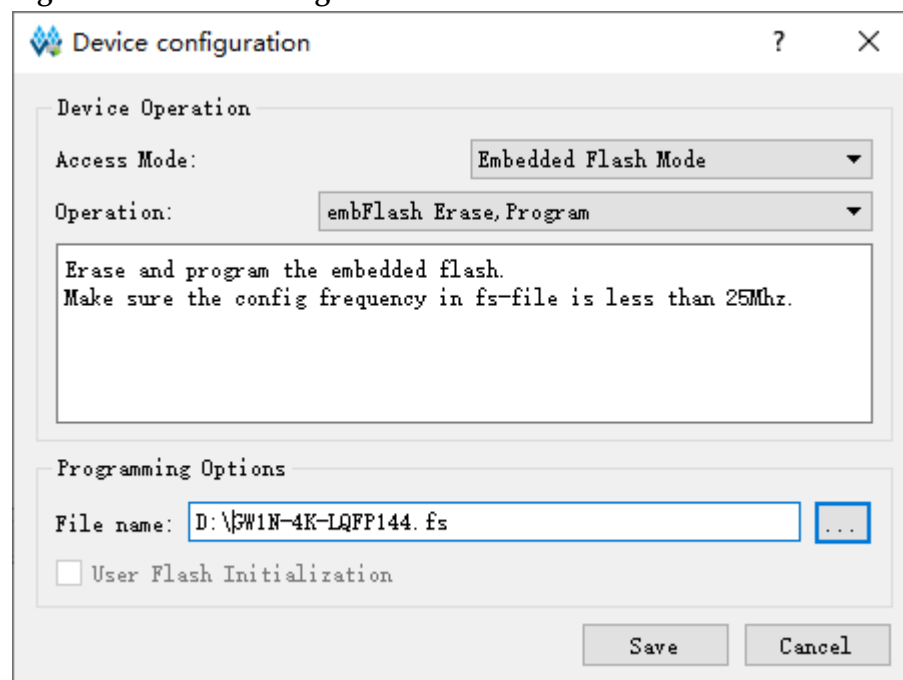 Device configuration
?
Device Operation
Access Mode:
Embedded Flash Mode
Operation:
embFlash Erase,Program
Erase and program the embedded flash.
Make sure the config frequency in fs-file is less than 25Mhz.
Programming Options
File name:
D:\GW1N-4K-LQFP144.fs
...
User Flash Initialization
Save
Cancel